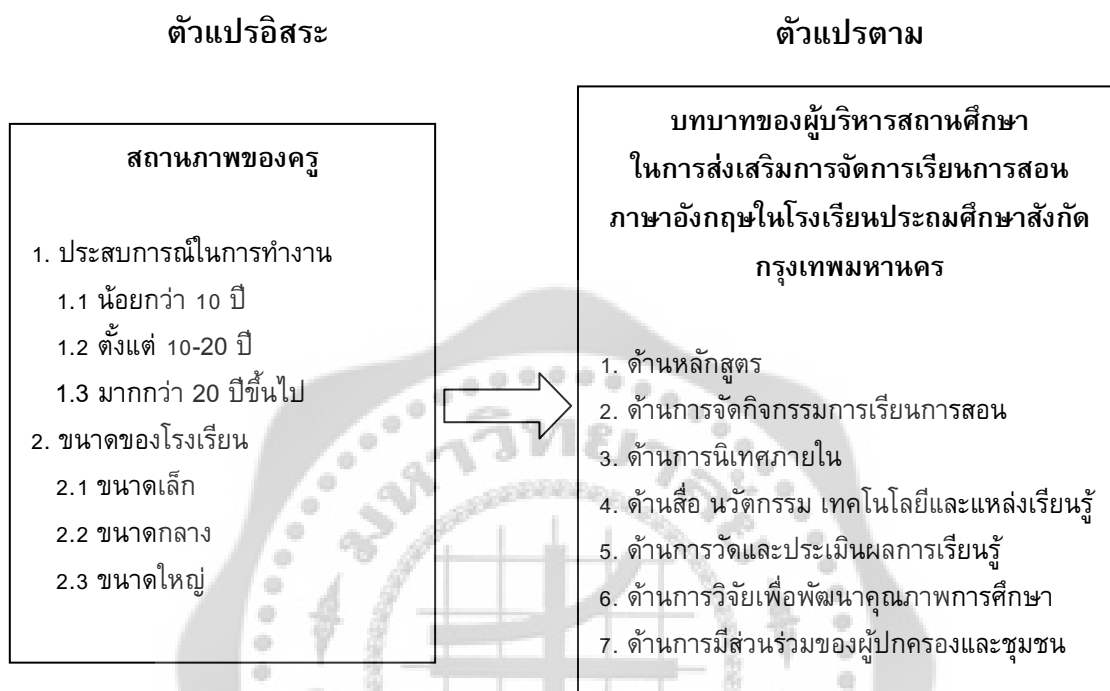 ตัวแปรอิสระ
สถานภาพของครู
1. ประสบการณ์ในการทำงาน
1.1 น้อยกว่า 10 ปี
1.2 ตั้งแต่ 10-20 ปี
1.3 มากกว่า 20 ปีขึ้นไป
2. ขนาดของโรงเรียน
2.1 ขนาดเล็ก
2.2 ขนาดกลาง
2.3 ขนาดใหญ่
ตัวแปรตาม
บทบาทของผู้บริหารสถานศึกษา
ในการส่งเสริมการจัดการเรียนการสอน
ภาษาอังกฤษในโรงเรียนประถมศึกษาสังกัด
กรุงเทพมหานคร
1. ด้านหลักสูตร
2. ด้านการจัดกิจกรรมการเรียนการสอน
3. ด้านการนิเทศภายใน
4. ด้านสื่อ นวัตกรรม เทคโนโลยีและแหล่งเรียนรู้
5. ด้านการวัดและประเมินผลการเรียนรู้
6. ด้านการวิจัยเพื่อพัฒนาคุณภาพการศึกษา
7. ด้านการมีส่วนร่วมของผู้ปกครองและชุมชน
มหาวิทยาลัย